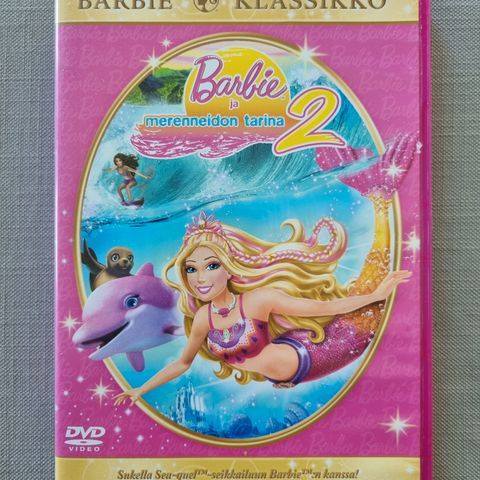 BARBIE KLASSIKKO
Barbie
ja
merenneidon tarina
2
DVD
VIDEO
Sukella Sea-quel™-seikkailuun Barbie™:n kanssa!